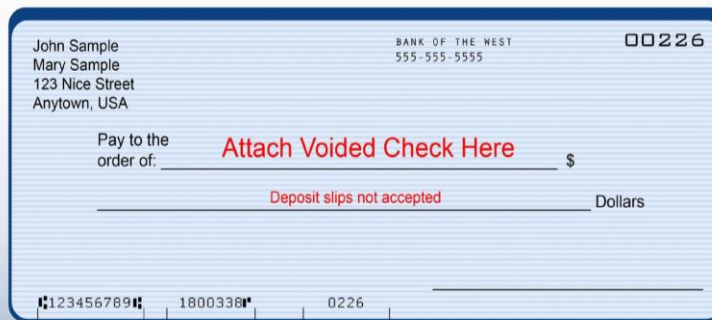 John Sample
Mary Sample
123 Nice Street
Anytown, USA
BANK OF THE WEST
555-555-5555
00226
Pay to the
order of: Attach Voided Check Here $
Deposit slips not accepted Dollars
⑆123456789⑆ 1800338⑈ 0226